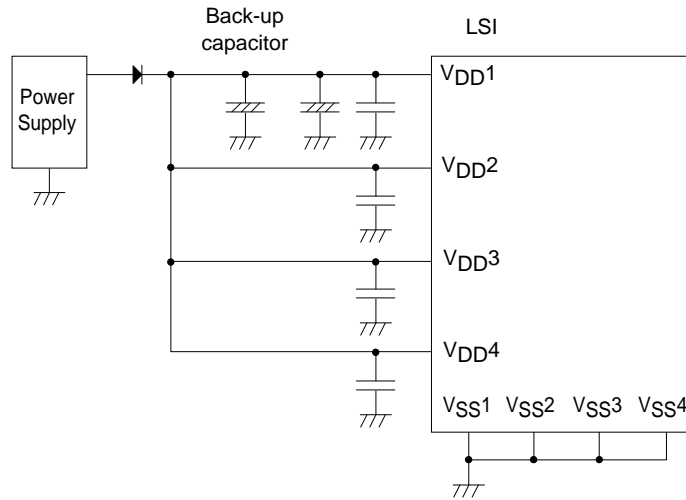 Back-up
capacitor
LSI
Power
Supply
VDD1
VDD2
VDD3
VDD4
VSS1 VSS2 VSS3 VSS4